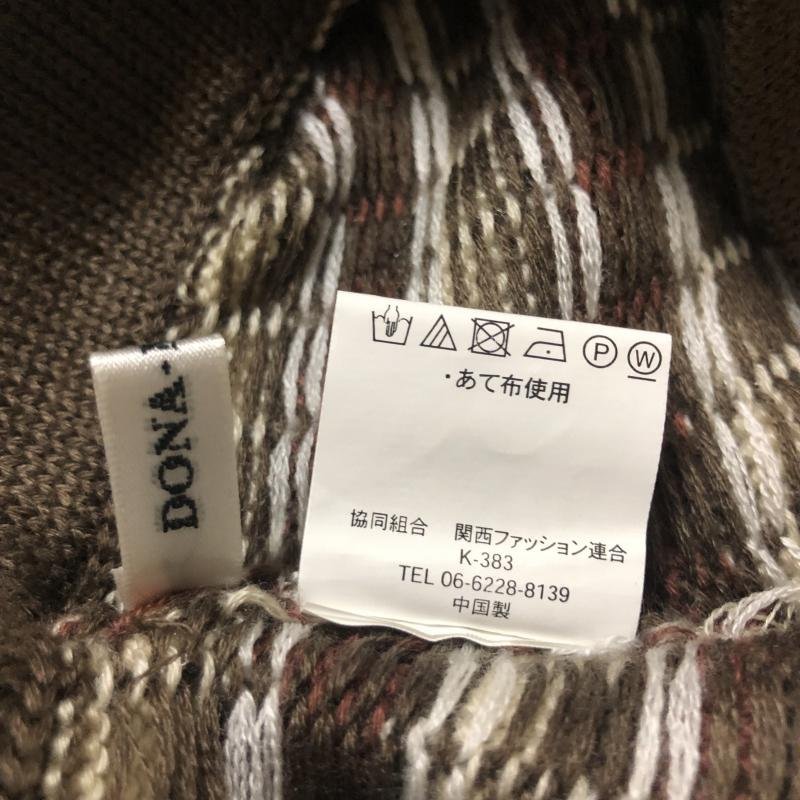 DONA-
P
W
・あて布使用
協同組合 関西ファッション連合
K-383
TEL 06-6228-8139
中国製